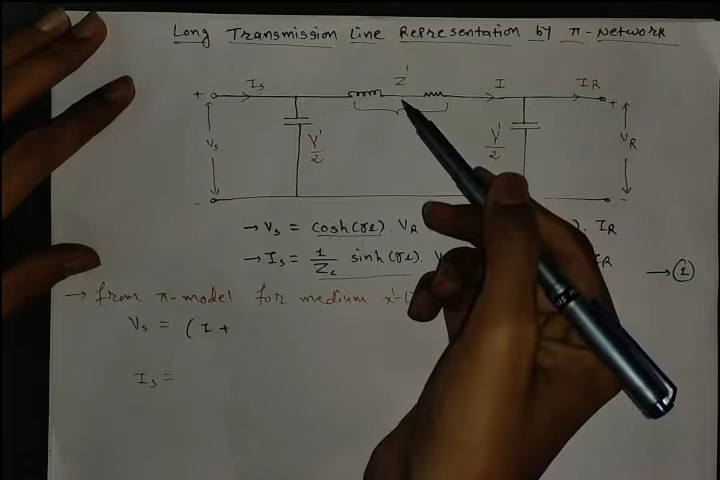 Long Transmission Line Representation by π-Network
Z'
+ Is I IR +
Vs Y'/2 Y'/2 VR
- -
→ Vs = cosh(γl). VR ). IR
→ Is = 1/Zc sinh(γl). V IR → (1)
→ from π-model for medium
Vs = (1 +
Is =